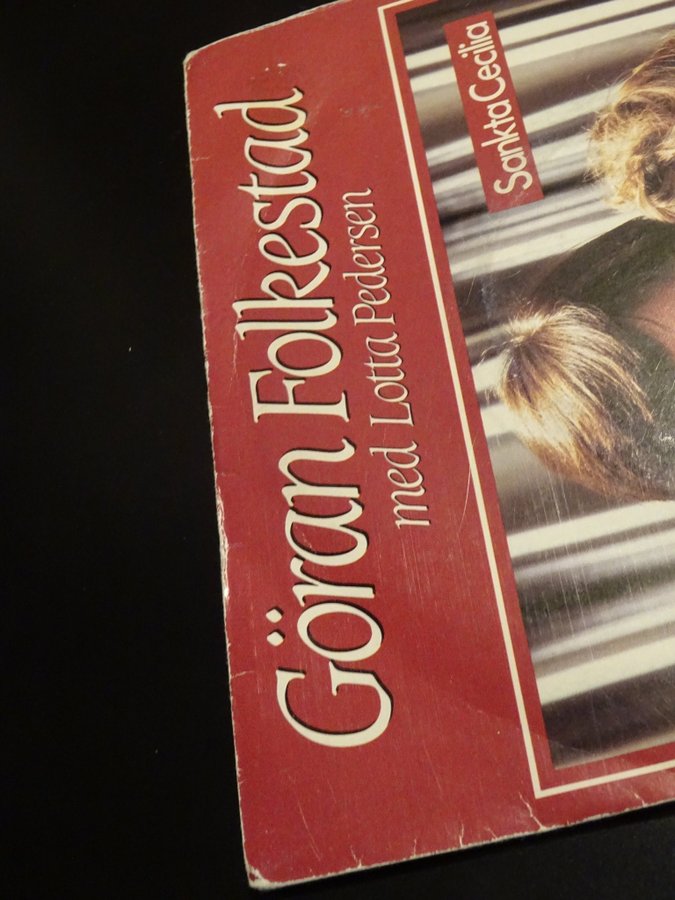 Göran Folkestad
med Lotta Pedersen
Sankta Cecilia